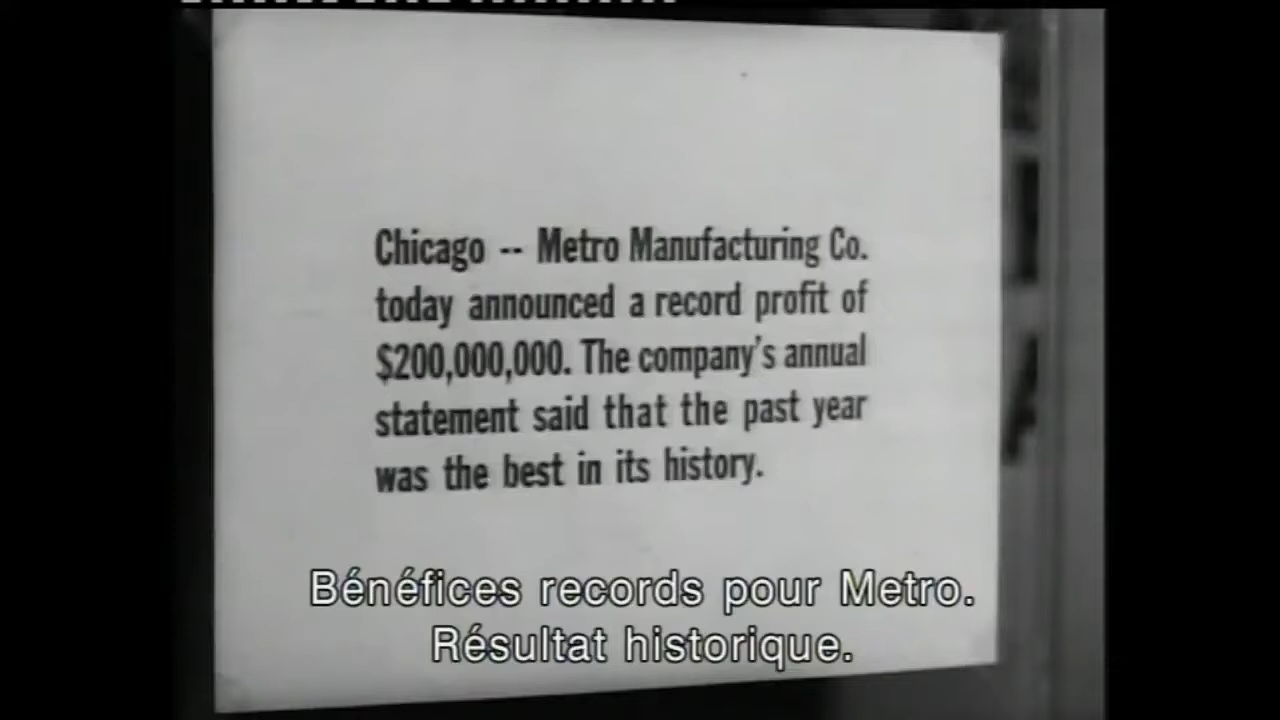 Chicago -- Metro Manufacturing Co.
today announced a record profit of
$200,000,000. The company's annual
statement said that the past year
was the best in its history.
Bénéfices records pour Metro.
Résultat historique.